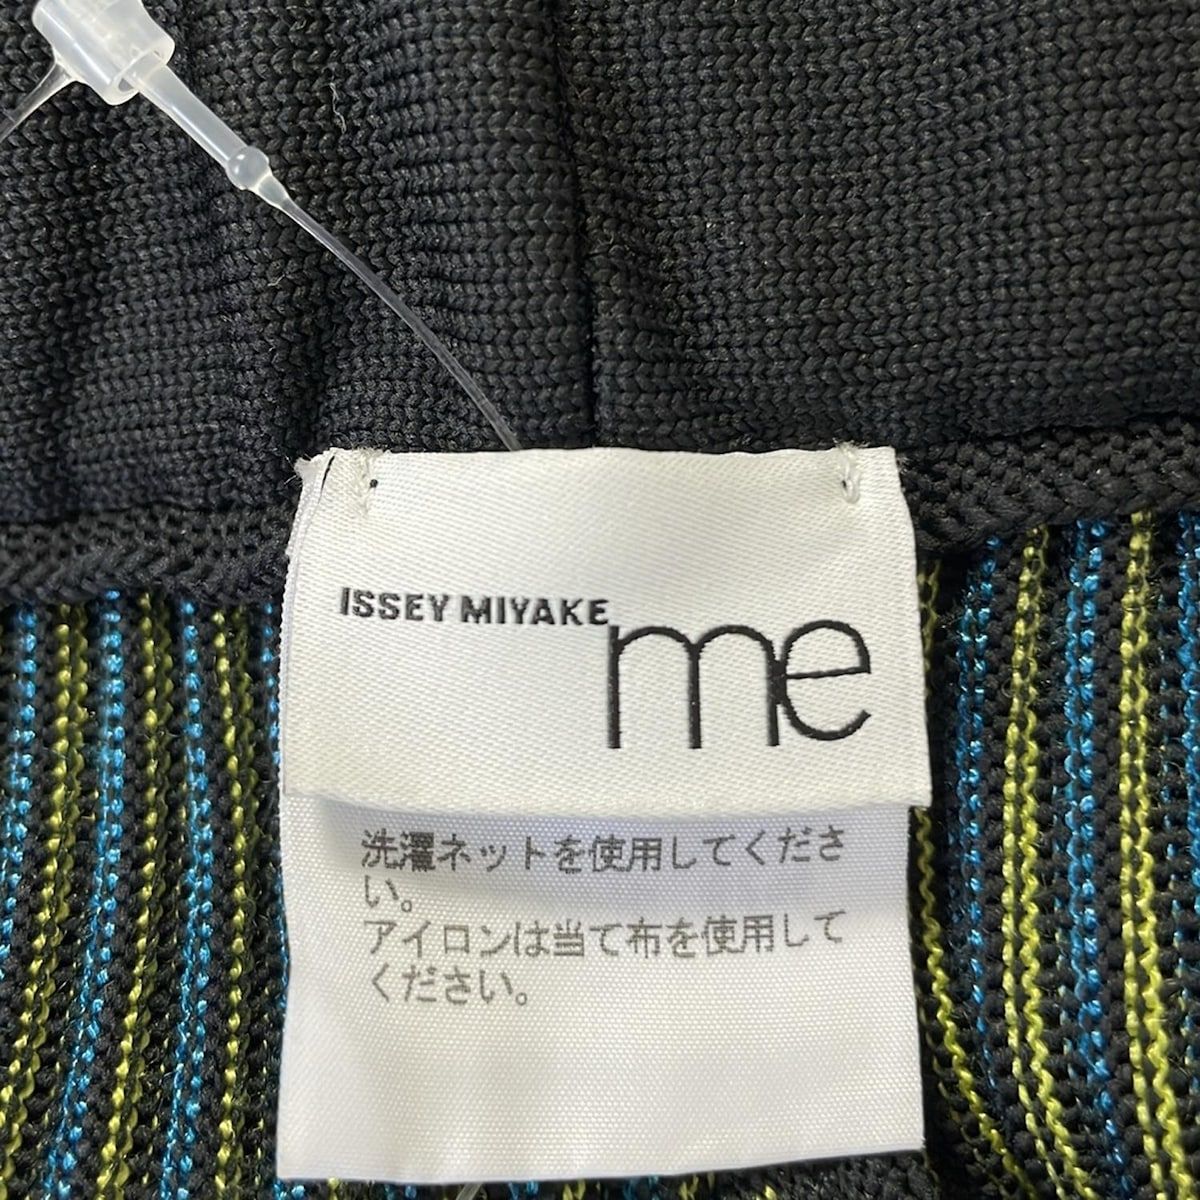 ISSEY MIYAKE
me
洗濯ネットを使用してくださ
い。
アイロンは当て布を使用して
ください。